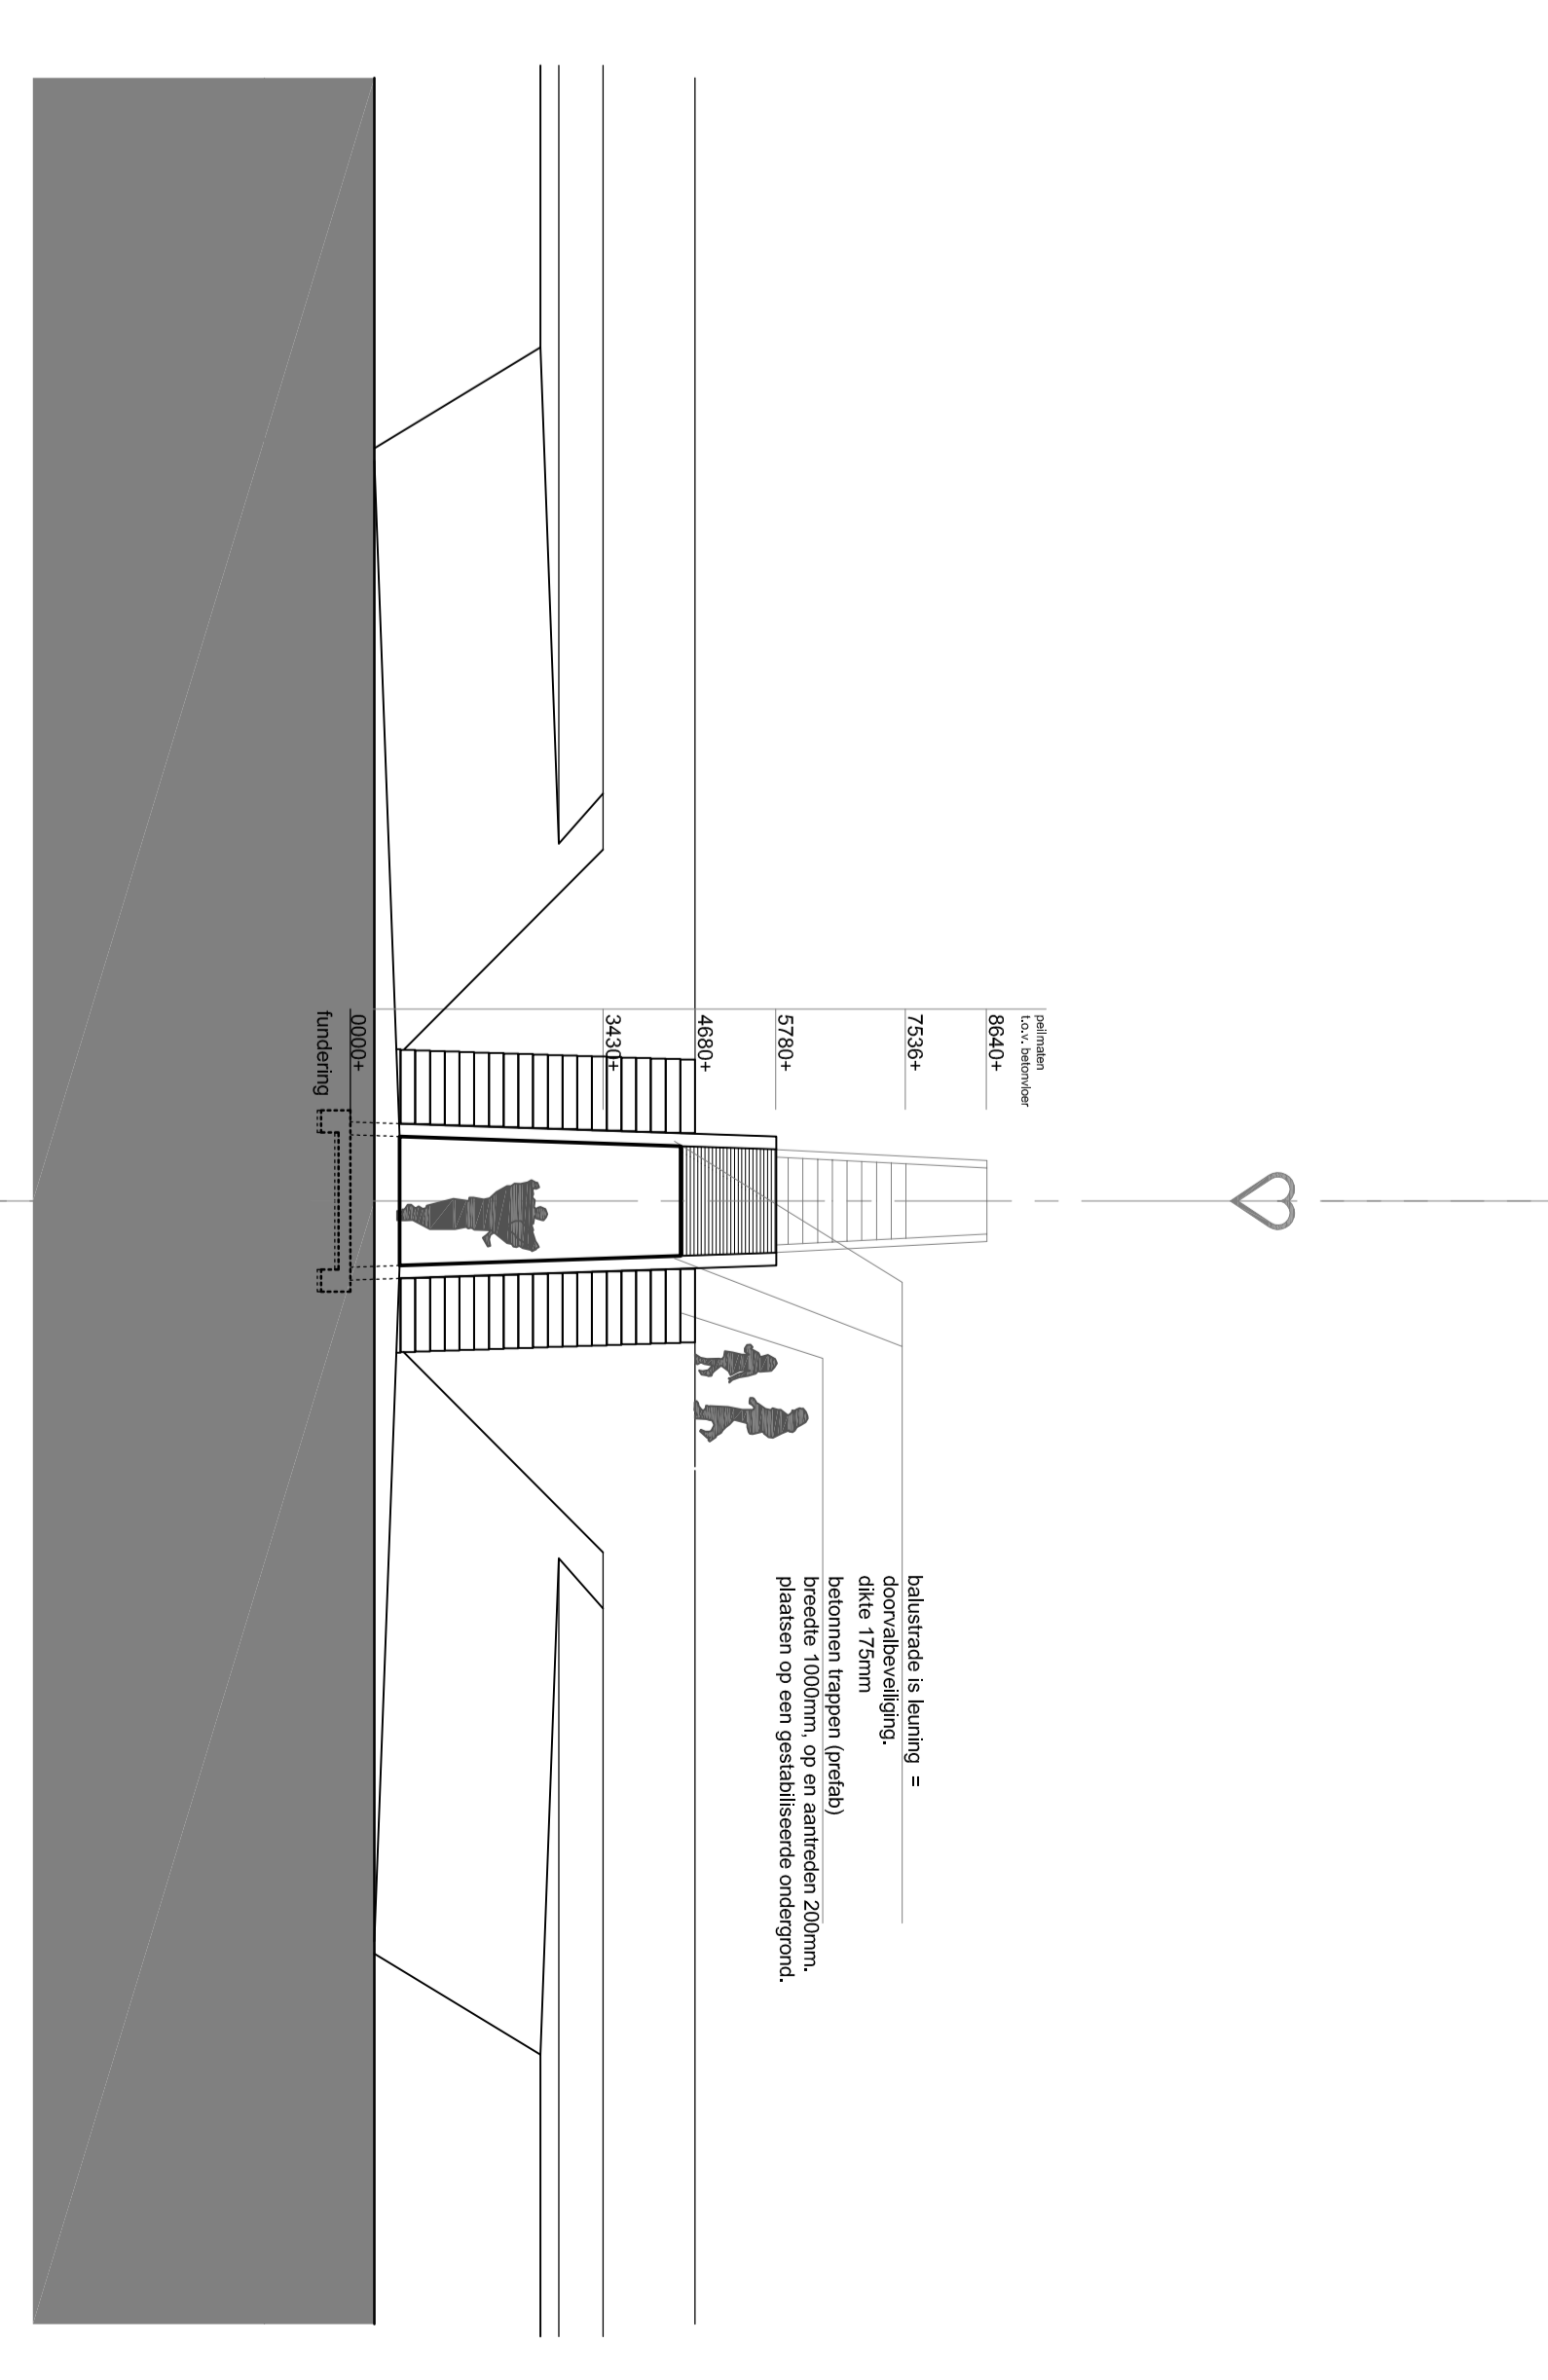 peilmaten
t.o.v. betonvloer
8640+
7536+
5780+
4680+
3430+
0000+
fundering
balustrade is leuning =
doorvalbeveiliging.
dikte 175mm
betonnen trappen (prefab)
breedte 1000mm, op en aantreden 200mm.
plaatsen op een gestabiliseerde ondergrond.